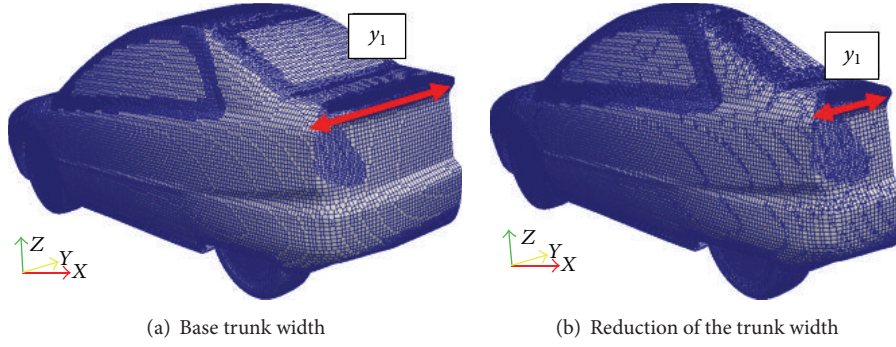 y1
y1
Z
Y
X
Z
Y
X
(a) Base trunk width
(b) Reduction of the trunk width